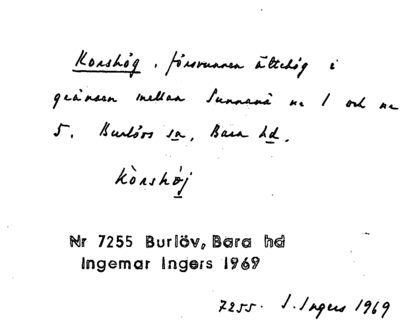 Korshög, försvunnen ättehög i
gränsen mellan Sunnanå nr 1 och nr
5. Burlövs sn, Bara hd.
Kòrshǿj
Nr 7255 Burlöv, Bara hd
Ingemar Ingers 1969
7255. I. Ingers 1969